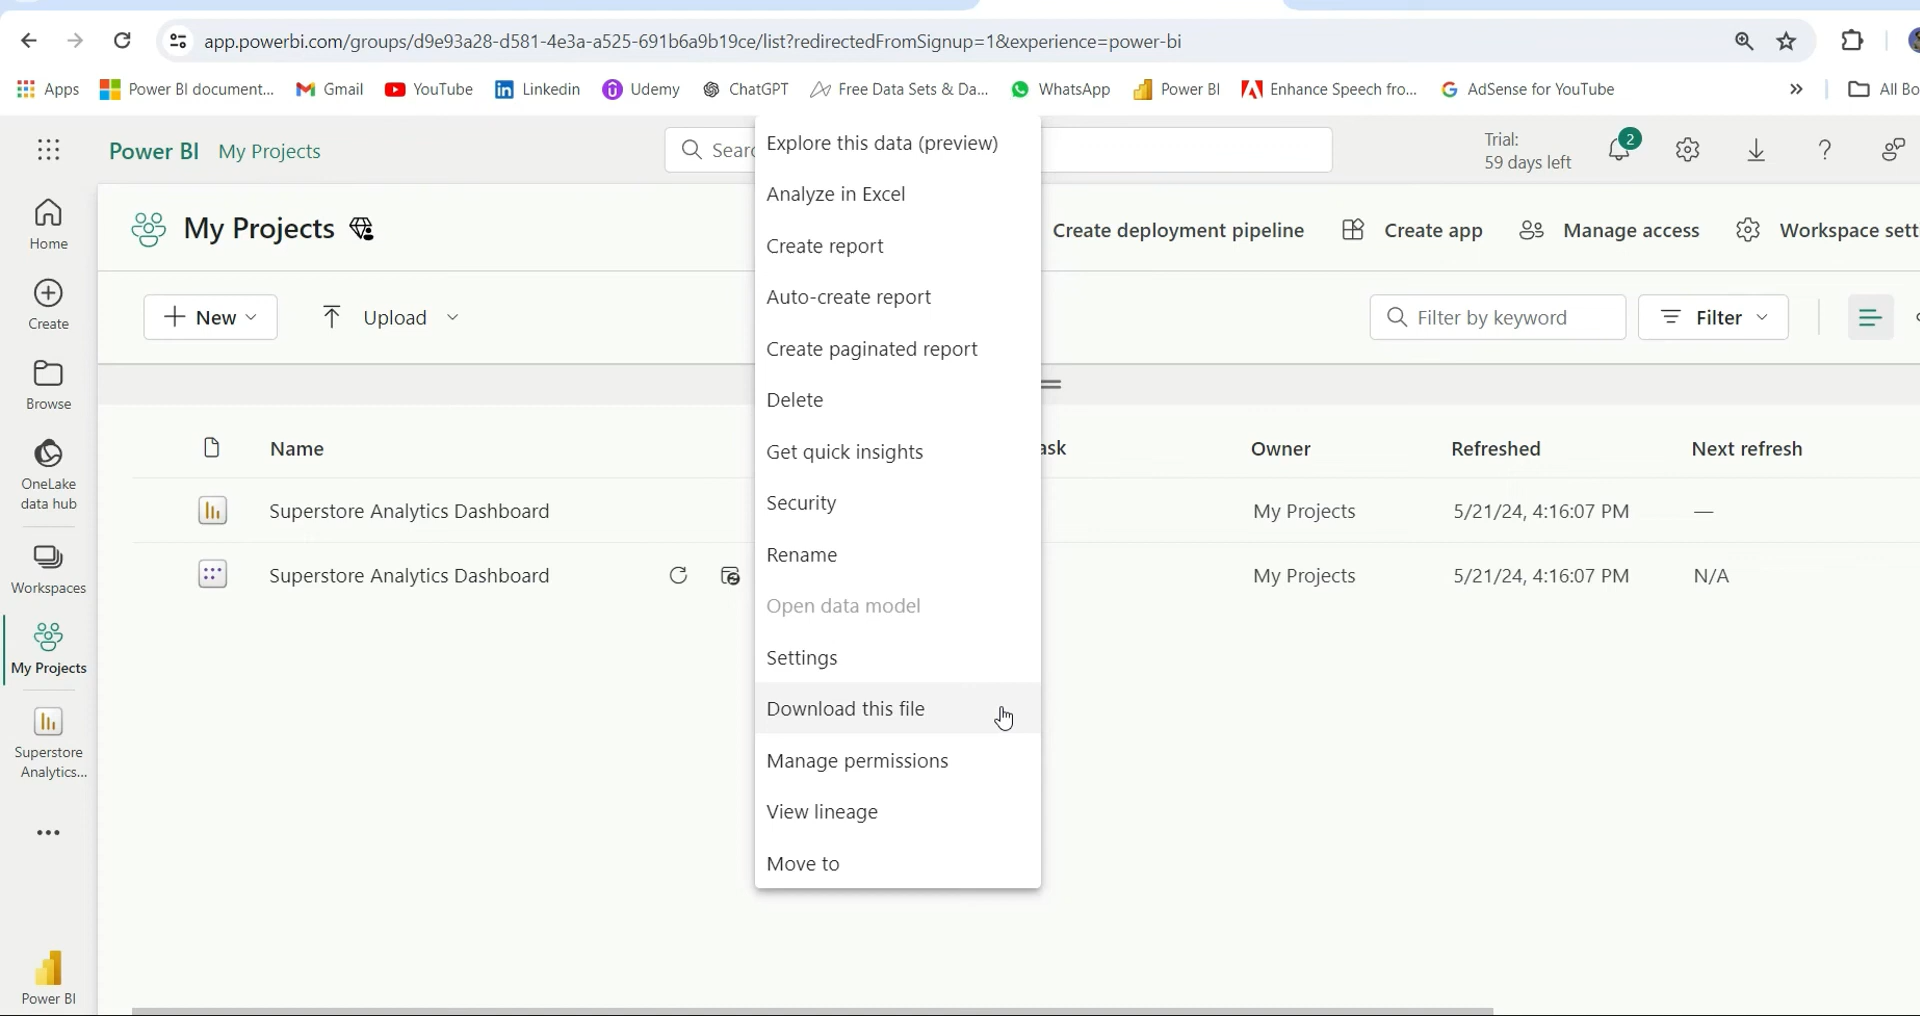 app.powerbi.com/groups/d9e93a28-d581-4e3a-a525-691b6a9b19ce/list?redirectedFromSignup=1&experience=power-bi
Apps Power BI document... Gmail YouTube Linkedin Udemy ChatGPT Free Data Sets & Da... WhatsApp Power BI Enhance Speech fro... AdSense for YouTube » All Bo
Power BI My Projects
Sear
Trial:
59 days left
2
Home
Create
Browse
OneLake
data hub
Workspaces
My Projects
Superstore
Analytics...
Power BI
My Projects
Create deployment pipeline Create app Manage access Workspace sett
New Upload
Filter by keyword Filter
Name ask Owner Refreshed Next refresh
Superstore Analytics Dashboard My Projects 5/21/24, 4:16:07 PM —
Superstore Analytics Dashboard My Projects 5/21/24, 4:16:07 PM N/A
Explore this data (preview)
Analyze in Excel
Create report
Auto-create report
Create paginated report
Delete
Get quick insights
Security
Rename
Open data model
Settings
Download this file
Manage permissions
View lineage
Move to